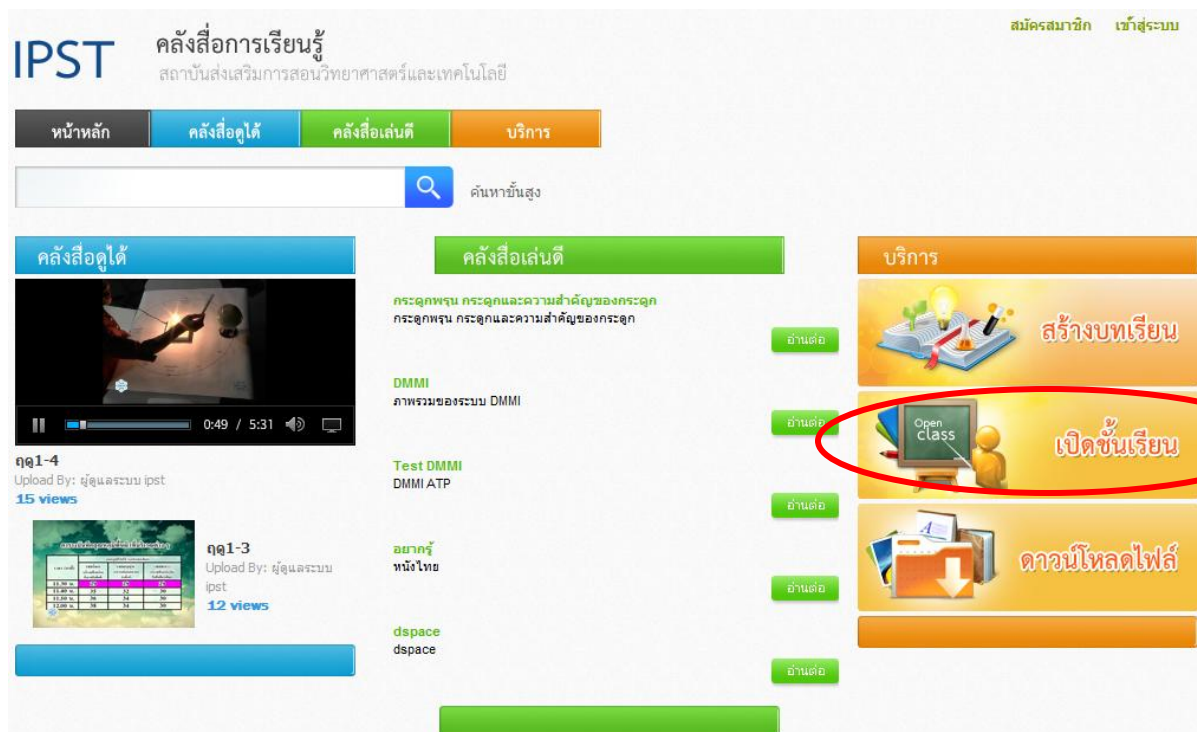 สมัครสมาชิก เข้าสู่ระบบ
IPST
คลังสื่อการเรียนรู้
สถาบันส่งเสริมการสอนวิทยาศาสตร์และเทคโนโลยี
หน้าหลัก คลังสื่อดูได้ คลังสื่อเล่นดี บริการ
ค้นหาขั้นสูง
คลังสื่อดูได้
0:49 / 5:31
ฤดู1-4
Upload By: ผู้ดูแลระบบ ipst
15 views
ฤดู1-3
Upload By: ผู้ดูแลระบบ
ipst
12 views
คลังสื่อเล่นดี
กระดูกพรุน กระดูกและความสำคัญของกระดูก
กระดูกพรุน กระดูกและความสำคัญของกระดูก
อ่านต่อ
DMMI
ภาพรวมของระบบ DMMI
อ่านต่อ
Test DMMI
DMMI ATP
อ่านต่อ
อยากรู้
หนังไทย
อ่านต่อ
dspace
dspace
อ่านต่อ
บริการ
สร้างบทเรียน
Open
class
เปิดชั้นเรียน
ดาวน์โหลดไฟล์